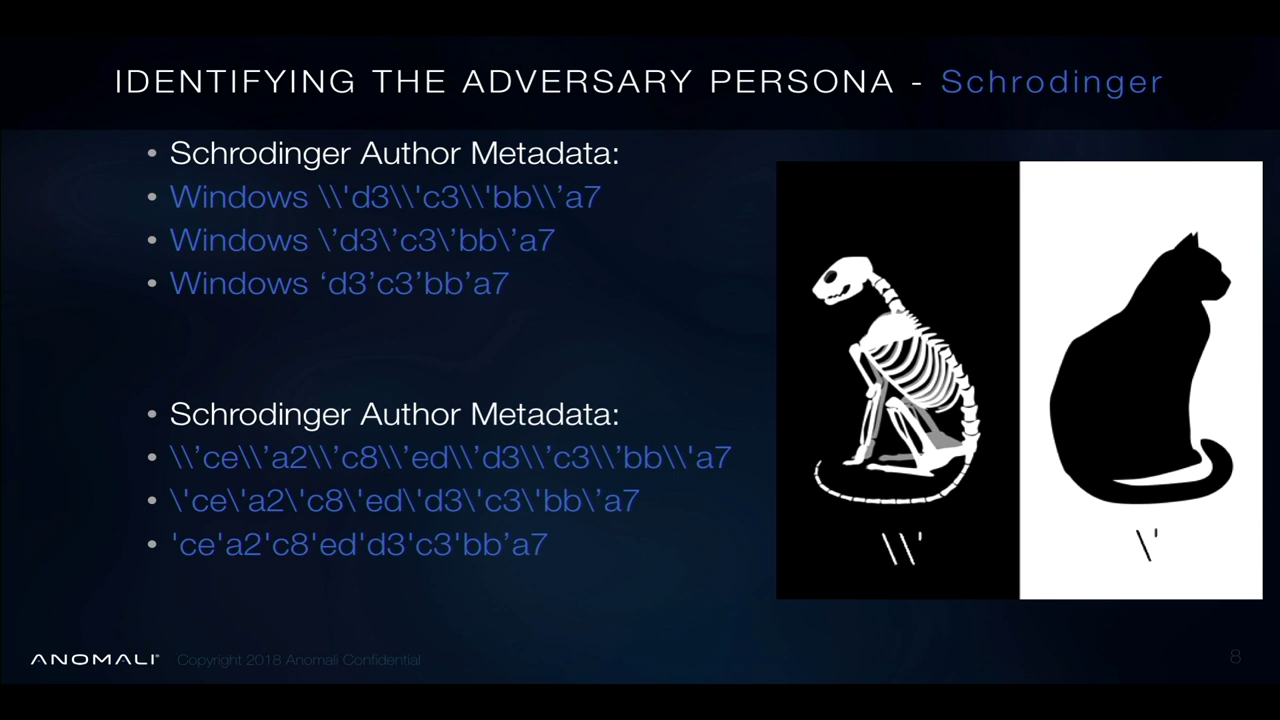 IDENTIFYING THE ADVERSARY PERSONA - Schrodinger
• Schrodinger Author Metadata:
• Windows \\'d3\\'c3\\'bb\\’a7
• Windows \’d3\’c3\’bb\’a7
• Windows ‘d3’c3’bb’a7
• Schrodinger Author Metadata:
• \\’ce\\’a2\\’c8\\’ed\\’d3\\’c3\\’bb\\'a7
• \'ce\'a2\'c8\'ed\'d3\'c3\'bb\’a7
• 'ce'a2'c8'ed'd3'c3'bb’a7
\\'
\'
ANOMALI® Copyright 2018 Anomali Confidential
8